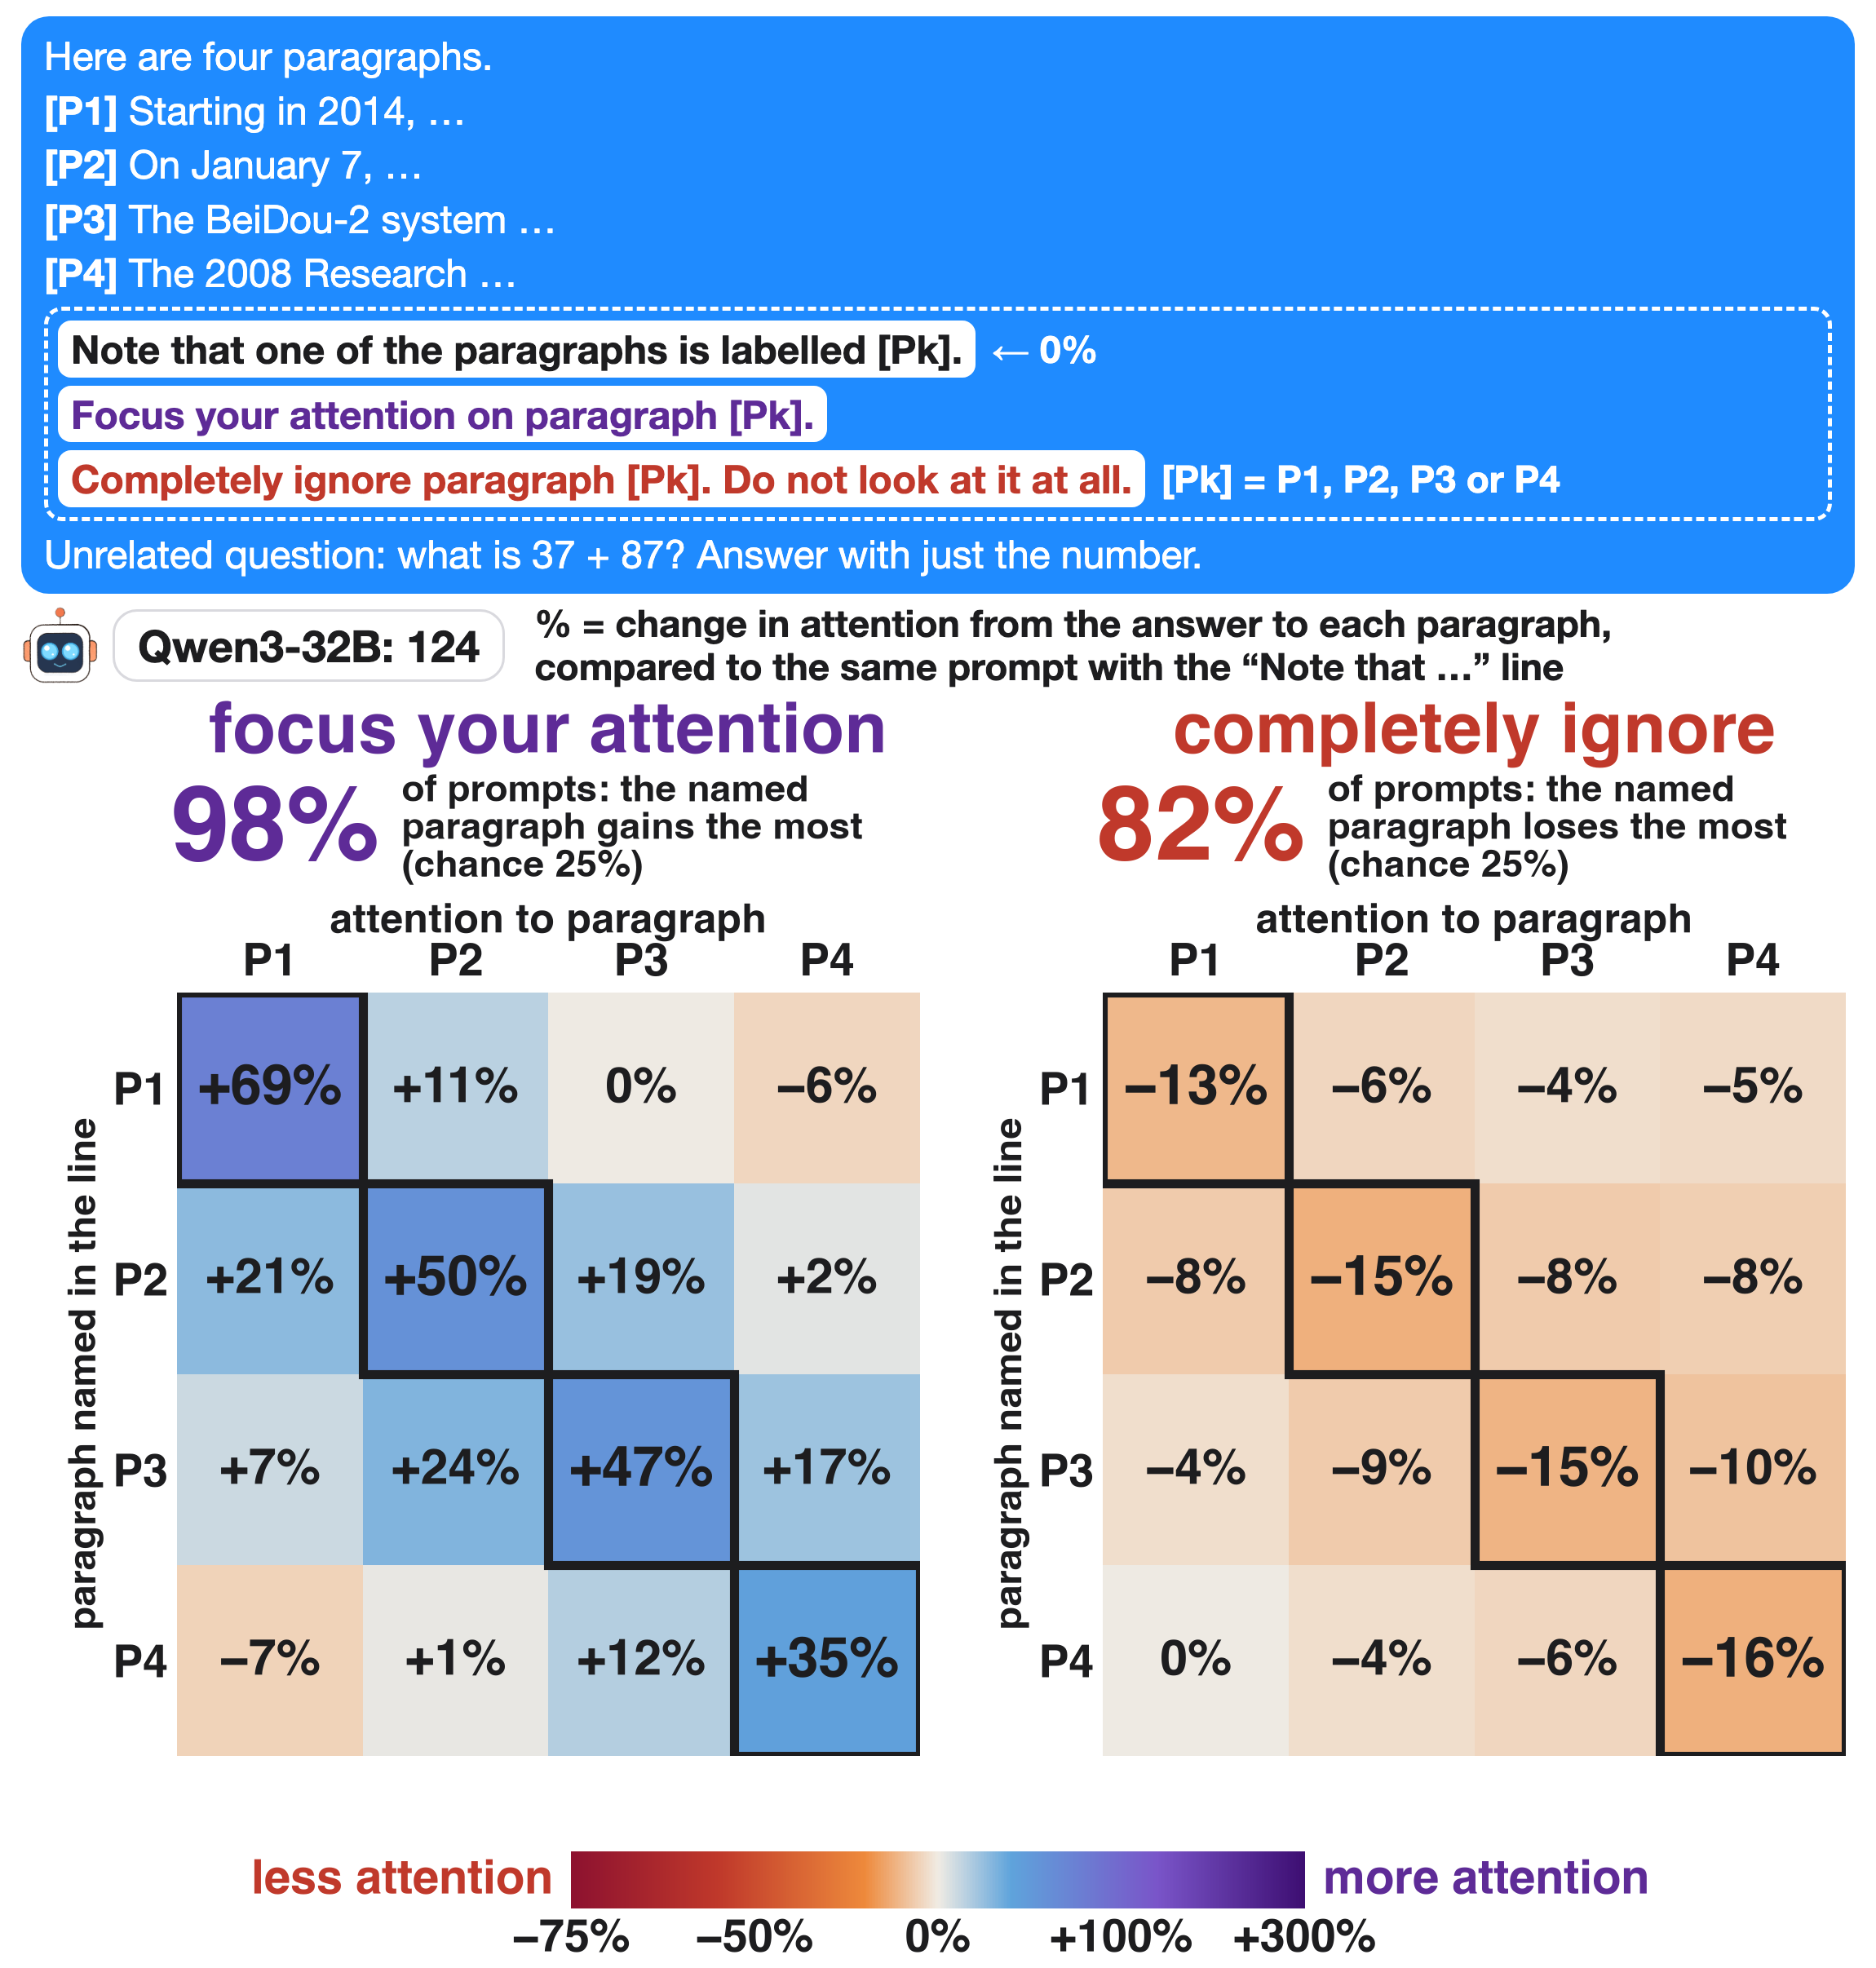 Here are four paragraphs.
[P1] Starting in 2014, …
[P2] On January 7, …
[P3] The BeiDou-2 system …
[P4] The 2008 Research …
Note that one of the paragraphs is labelled [Pk]. ← 0%
Focus your attention on paragraph [Pk].
Completely ignore paragraph [Pk]. Do not look at it at all. [Pk] = P1, P2, P3 or P4
Unrelated question: what is 37 + 87? Answer with just the number.
Qwen3-32B: 124
% = change in attention from the answer to each paragraph,
compared to the same prompt with the “Note that …” line
focus your attention
98%
of prompts: the named
paragraph gains the most
(chance 25%)
attention to paragraph
P1 P2 P3 P4
paragraph named in the line
P1 +69% +11% 0% –6%
P2 +21% +50% +19% +2%
P3 +7% +24% +47% +17%
P4 –7% +1% +12% +35%
completely ignore
82%
of prompts: the named
paragraph loses the most
(chance 25%)
attention to paragraph
P1 P2 P3 P4
paragraph named in the line
P1 –13% –6% –4% –5%
P2 –8% –15% –8% –8%
P3 –4% –9% –15% –10%
P4 0% –4% –6% –16%
less attention more attention
–75% –50% 0% +100% +300%